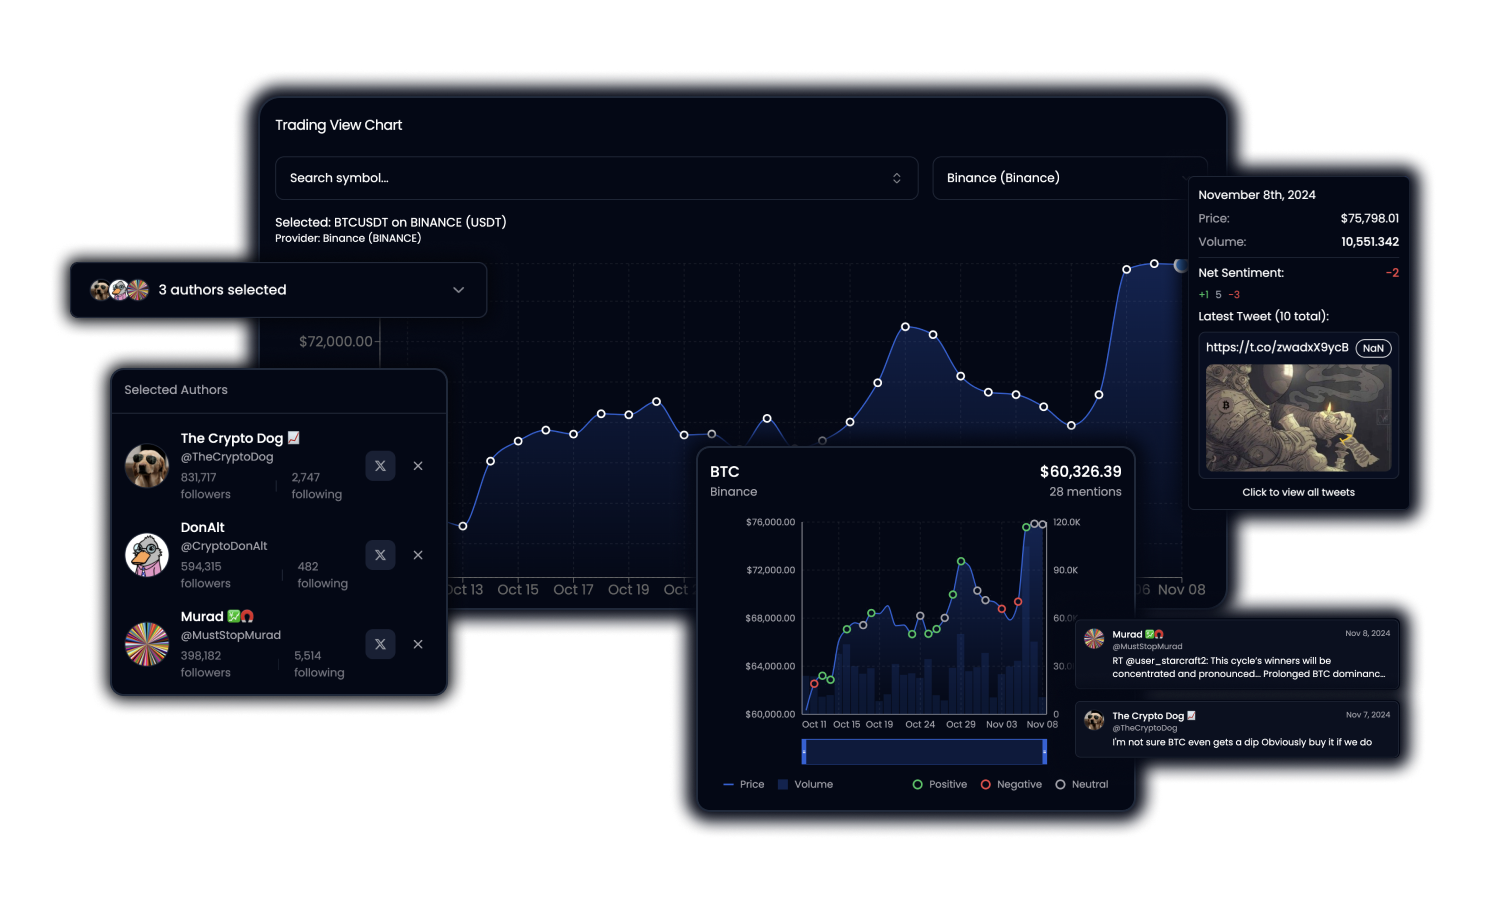 Trading View Chart
Search symbol...
Binance (Binance)
Selected: BTCUSDT on BINANCE (USDT)
Provider: Binance (BINANCE)
3 authors selected
$72,000.00
Oct 13 Oct 15 Oct 17 Oct 19 Oct 06 Nov 08
Selected Authors
The Crypto Dog 📈
@TheCryptoDog
831,717 followers
2,747 following
DonAlt
@CryptoDonAlt
594,315 followers
482 following
Murad 💹🧲
@MustStopMurad
398,182 followers
5,514 following
BTC
$60,326.39
Binance
28 mentions
$76,000.00
$72,000.00
$68,000.00
$64,000.00
$60,000.00
120.0K
90.0K
60.0
30.0
0
Oct 11 Oct 15 Oct 19 Oct 24 Oct 29 Nov 03 Nov 08
Price Volume Positive Negative Neutral
November 8th, 2024
Price: $75,798.01
Volume: 10,551.342
Net Sentiment: -2
+1 5 -3
Latest Tweet (10 total):
https://t.co/zwadxX9ycB NaN
Click to view all tweets
Murad 💹🧲 Nov 8, 2024
@MustStopMurad
RT @user_starcraft2: This cycle's winners will be
concentrated and pronounced... Prolonged BTC dominanc...
The Crypto Dog 📈 Nov 7, 2024
@TheCryptoDog
I'm not sure BTC even gets a dip Obviously buy it if we do